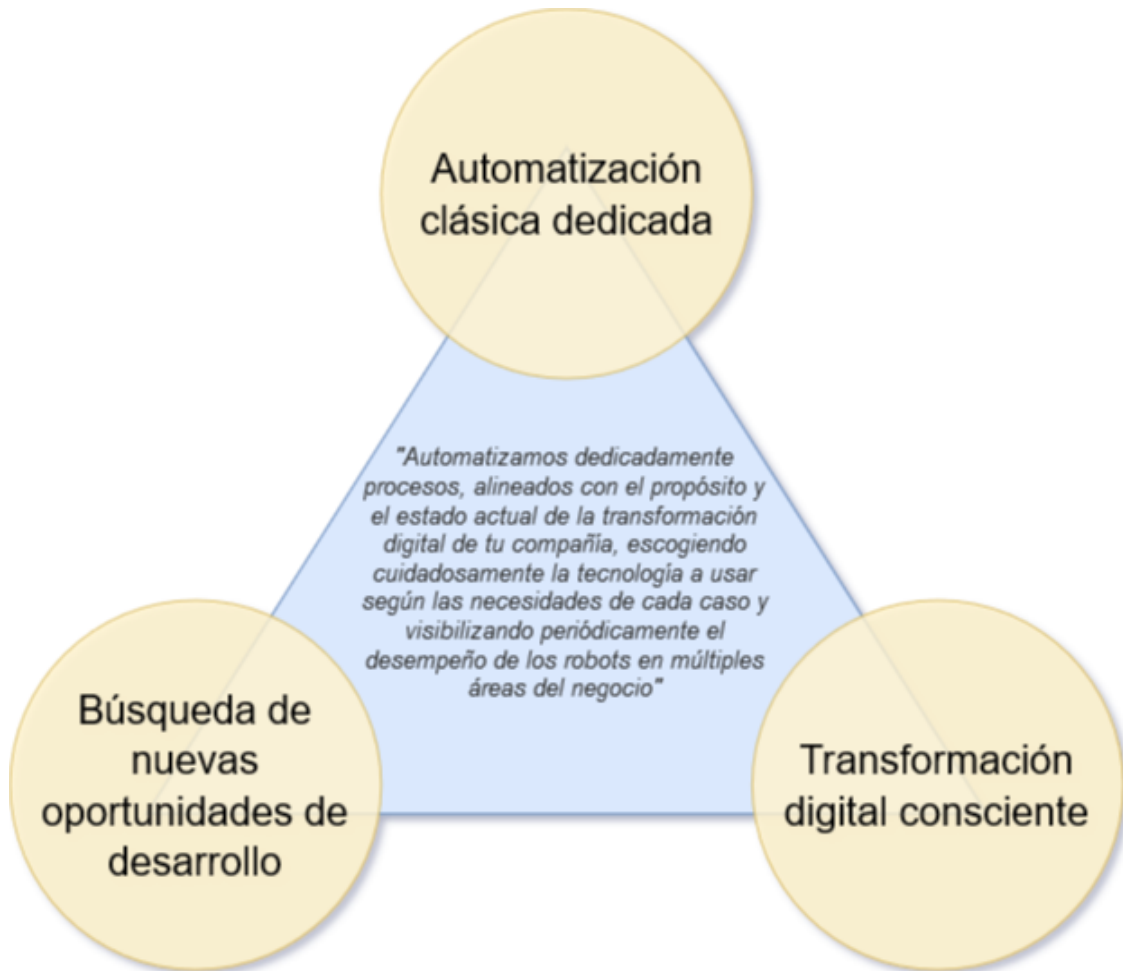 Automatización
clásica dedicada
"Automatizamos dedicadamente
procesos, alineados con el propósito y
el estado actual de la transformación
digital de tu compañía, escogiendo
cuidadosamente la tecnología a usar
según las necesidades de cada caso y
visibilizando periódicamente el
desempeño de los robots en múltiples
áreas del negocio"
Búsqueda de
nuevas
oportunidades de
desarrollo
Transformación
digital consciente